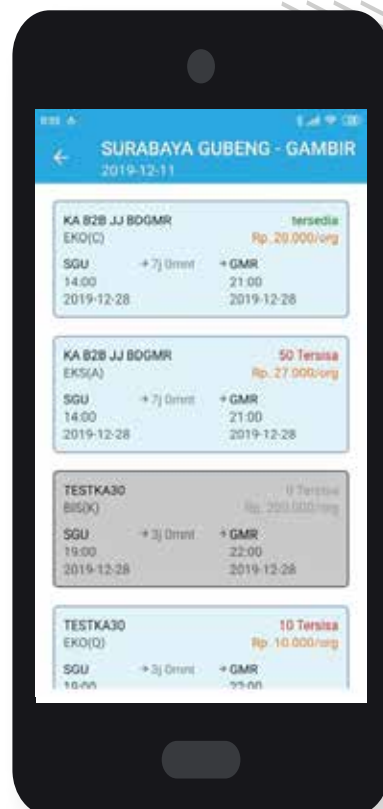 SURABAYA GUBENG - GAMBIR
2019-12-11
KA B2B JJ BDGMR tersedia
EKO(C) Rp. 20.000/org
SGU → 7j 0mnt → GMR
14:00 21:00
2019-12-28 2019-12-28
KA B2B JJ BDGMR 50 Tersisa
EKS(A) Rp. 27.000/org
SGU → 7j 0mnt → GMR
14:00 21:00
2019-12-28 2019-12-28
TESTKA30 0 Tersisa
BIS(K) Rp. 200.000/org
SGU → 3j 0mnt → GMR
19:00 22:00
2019-12-28 2019-12-28
TESTKA30 10 Tersisa
EKO(Q) Rp. 10.000/org
SGU → 3j 0mnt → GMR
19:00 22:00